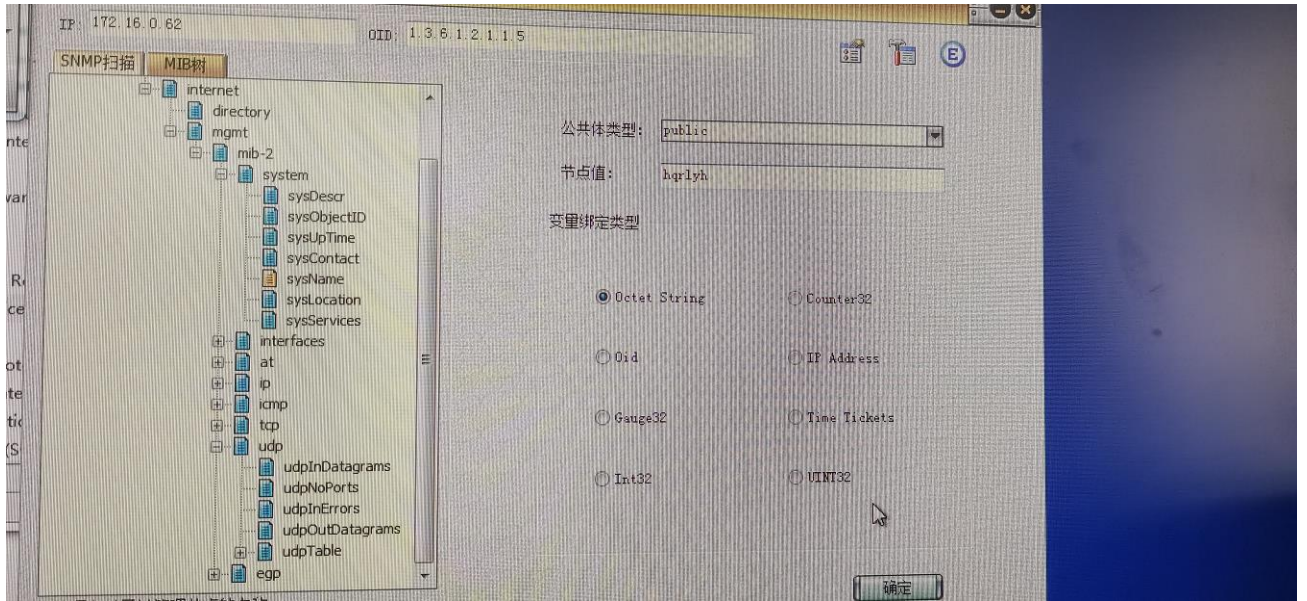 IP: 172.16.0.62
OID: 1.3.6.1.2.1.1.5
SNMP扫描
MIB树
internet
directory
mgmt
mib-2
system
sysDescr
sysObjectID
sysUpTime
sysContact
sysName
sysLocation
sysServices
interfaces
at
ip
icmp
tcp
udp
udpInDatagrams
udpNoPorts
udpInErrors
udpOutDatagrams
udpTable
egp
E
公共体类型: public
节点值: hqrlyh
变量绑定类型
Octet String
Counter32
Oid
IP Address
Gauge32
Time Tickets
Int32
UINT32
确定